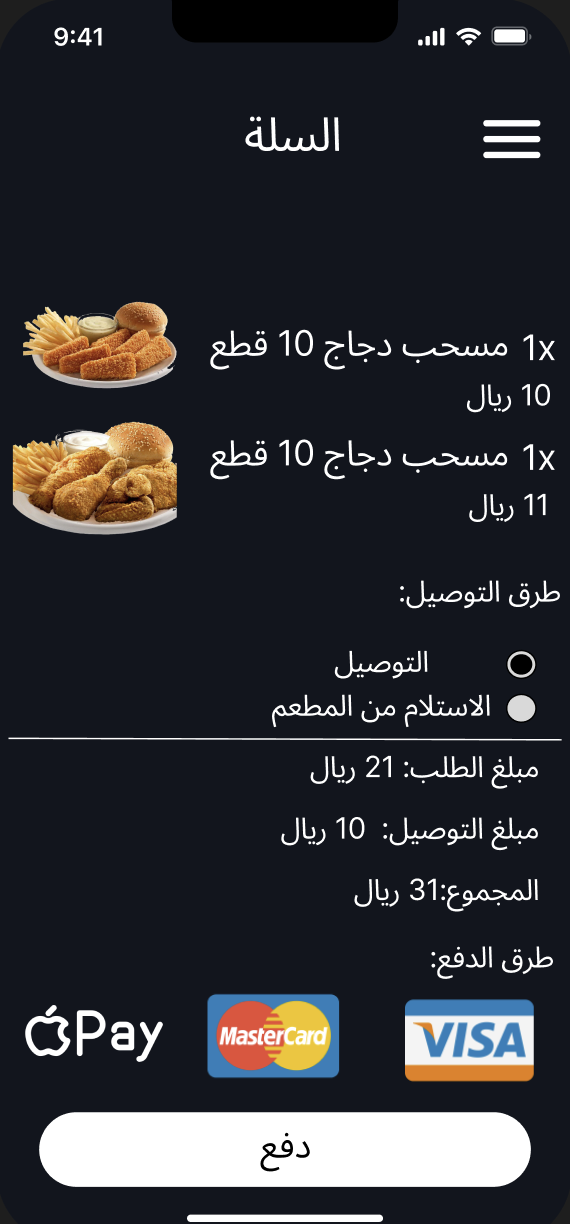 9:41
السلة
1x مسحب دجاج 10 قطع
10 ريال
1x مسحب دجاج 10 قطع
11 ريال
طرق التوصيل:
التوصيل
الاستلام من المطعم
مبلغ الطلب: 21 ريال
مبلغ التوصيل: 10 ريال
المجموع:31 ريال
طرق الدفع:
VISA MasterCard Pay
دفع